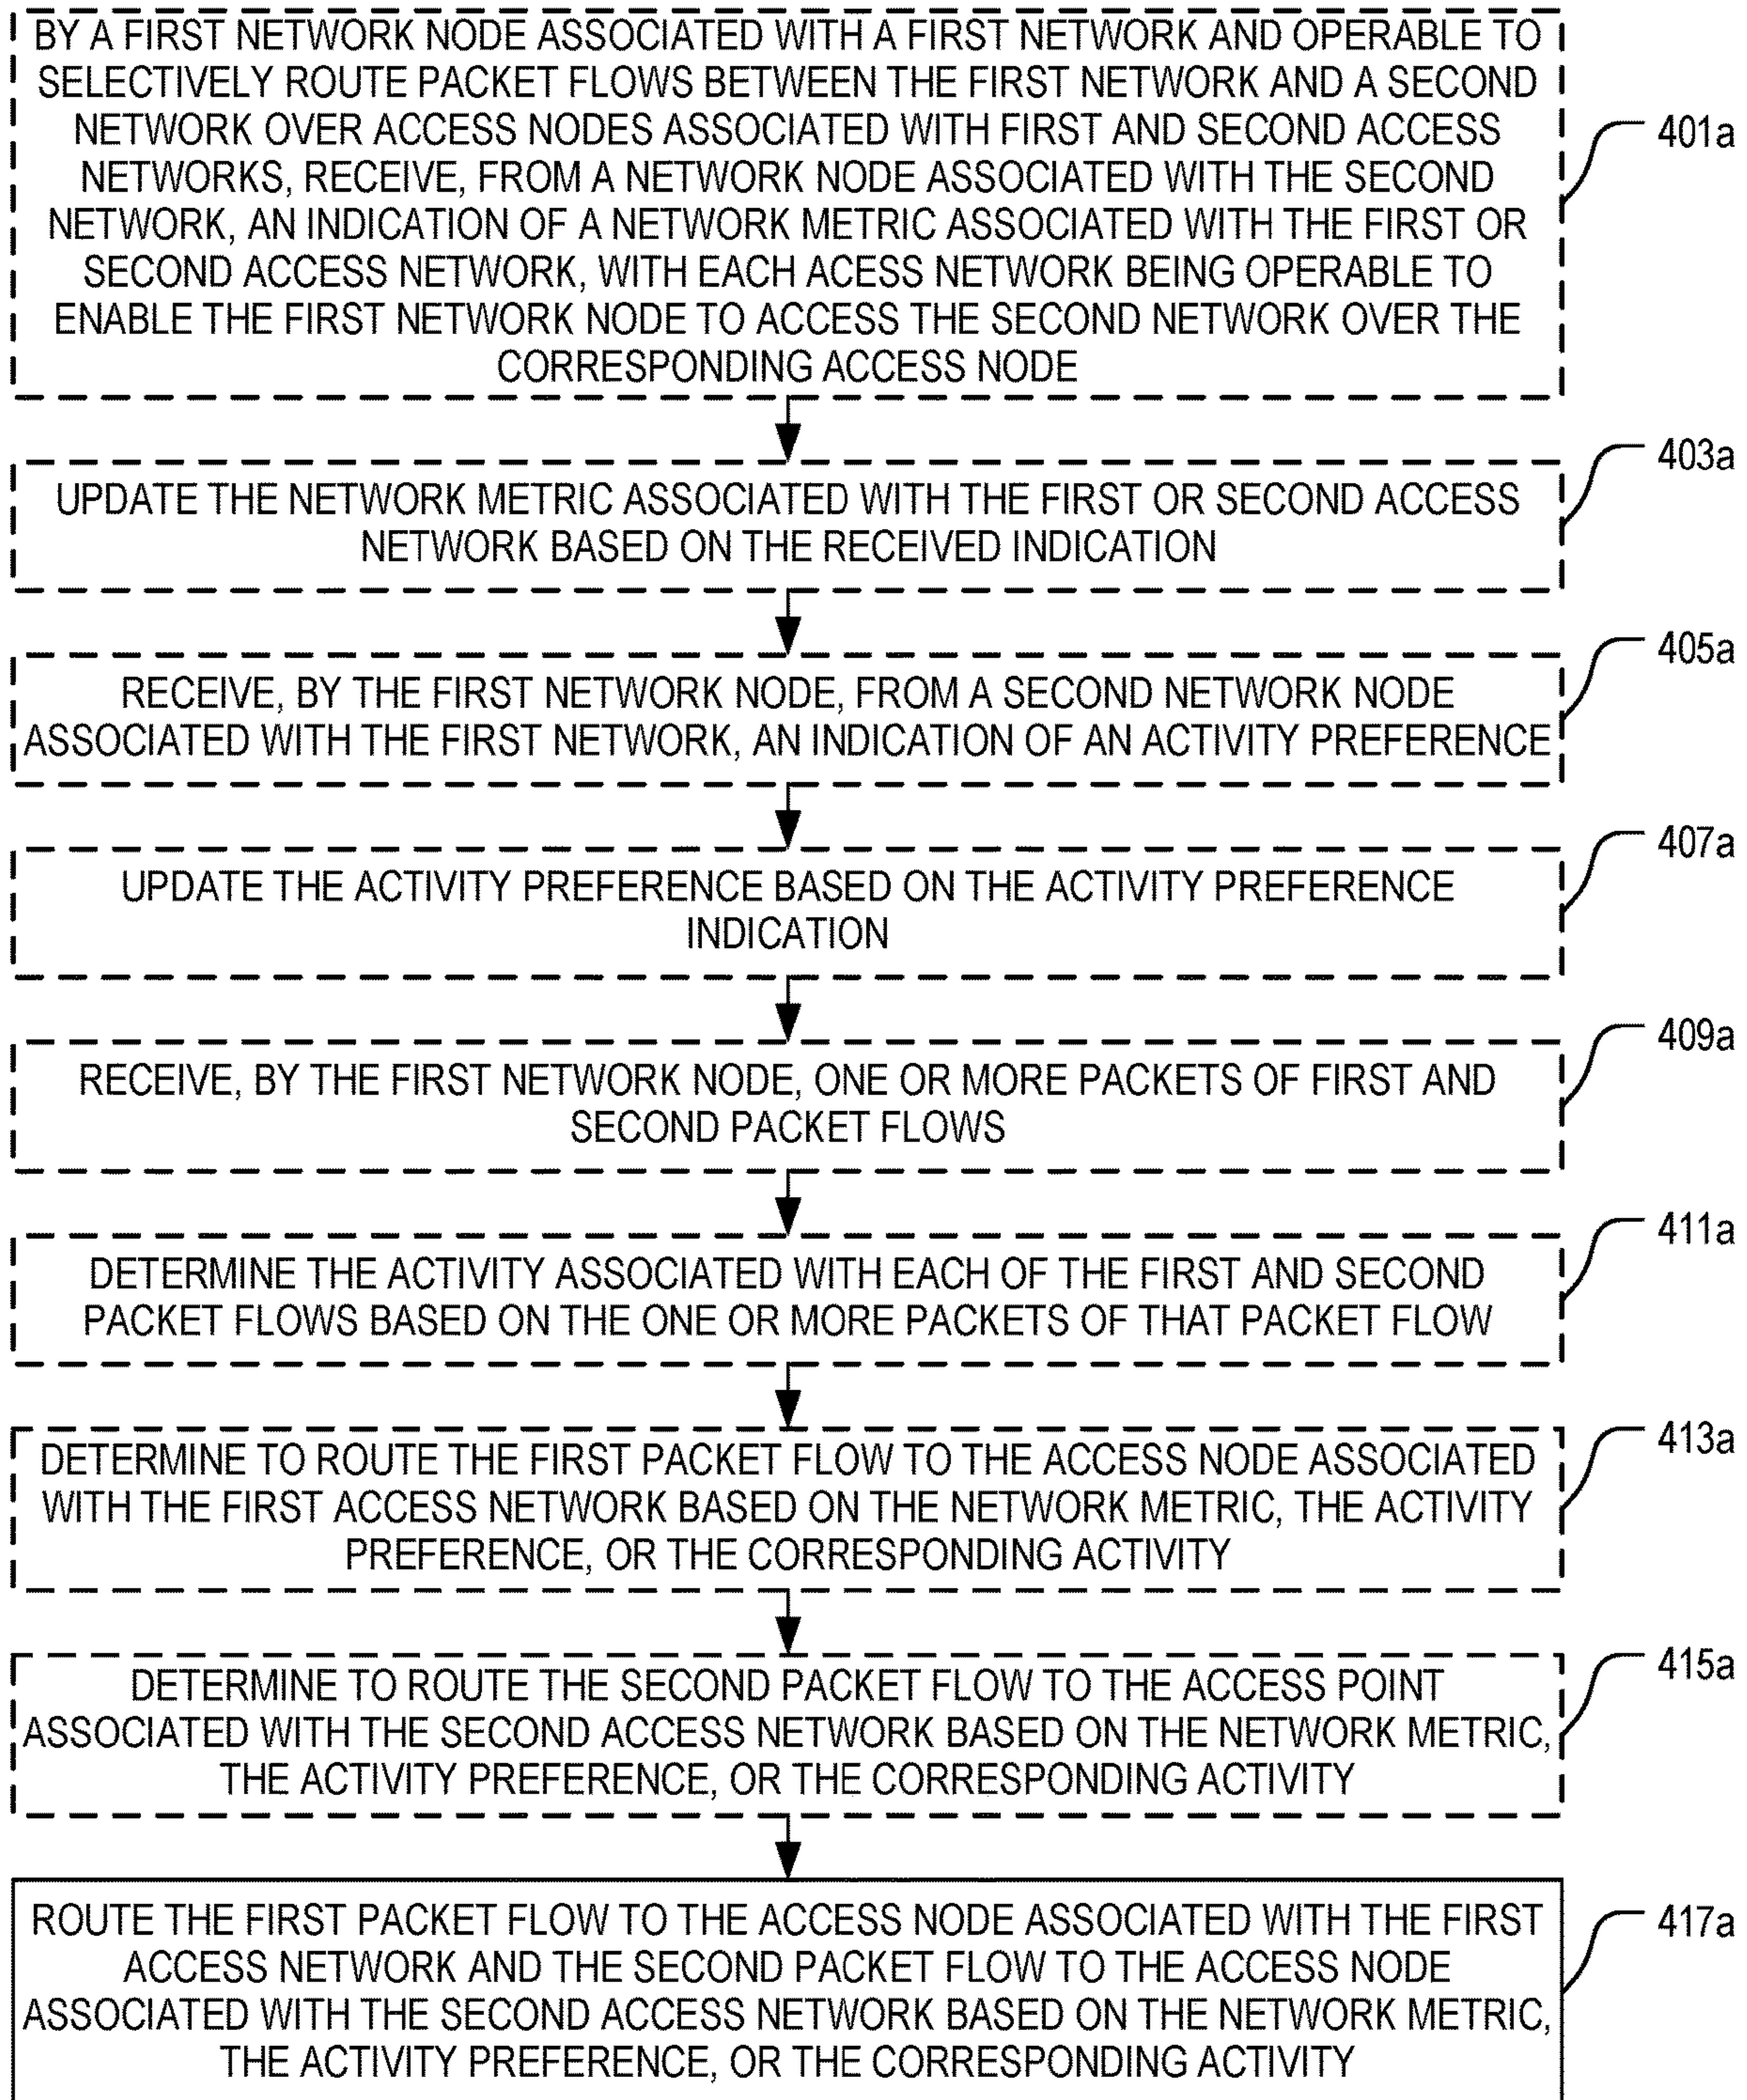 BY A FIRST NETWORK NODE ASSOCIATED WITH A FIRST NETWORK AND OPERABLE TO
SELECTIVELY ROUTE PACKET FLOWS BETWEEN THE FIRST NETWORK AND A SECOND
NETWORK OVER ACCESS NODES ASSOCIATED WITH FIRST AND SECOND ACCESS
NETWORKS, RECEIVE, FROM A NETWORK NODE ASSOCIATED WITH THE SECOND
NETWORK, AN INDICATION OF A NETWORK METRIC ASSOCIATED WITH THE FIRST OR
SECOND ACCESS NETWORK, WITH EACH ACESS NETWORK BEING OPERABLE TO
ENABLE THE FIRST NETWORK NODE TO ACCESS THE SECOND NETWORK OVER THE
CORRESPONDING ACCESS NODE
401a
UPDATE THE NETWORK METRIC ASSOCIATED WITH THE FIRST OR SECOND ACCESS
NETWORK BASED ON THE RECEIVED INDICATION
403a
RECEIVE, BY THE FIRST NETWORK NODE, FROM A SECOND NETWORK NODE
ASSOCIATED WITH THE FIRST NETWORK, AN INDICATION OF AN ACTIVITY PREFERENCE
405a
UPDATE THE ACTIVITY PREFERENCE BASED ON THE ACTIVITY PREFERENCE
INDICATION
407a
RECEIVE, BY THE FIRST NETWORK NODE, ONE OR MORE PACKETS OF FIRST AND
SECOND PACKET FLOWS
409a
DETERMINE THE ACTIVITY ASSOCIATED WITH EACH OF THE FIRST AND SECOND
PACKET FLOWS BASED ON THE ONE OR MORE PACKETS OF THAT PACKET FLOW
411a
DETERMINE TO ROUTE THE FIRST PACKET FLOW TO THE ACCESS NODE ASSOCIATED
WITH THE FIRST ACCESS NETWORK BASED ON THE NETWORK METRIC, THE ACTIVITY
PREFERENCE, OR THE CORRESPONDING ACTIVITY
413a
DETERMINE TO ROUTE THE SECOND PACKET FLOW TO THE ACCESS POINT
ASSOCIATED WITH THE SECOND ACCESS NETWORK BASED ON THE NETWORK METRIC,
THE ACTIVITY PREFERENCE, OR THE CORRESPONDING ACTIVITY
415a
ROUTE THE FIRST PACKET FLOW TO THE ACCESS NODE ASSOCIATED WITH THE FIRST
ACCESS NETWORK AND THE SECOND PACKET FLOW TO THE ACCESS NODE
ASSOCIATED WITH THE SECOND ACCESS NETWORK BASED ON THE NETWORK METRIC,
THE ACTIVITY PREFERENCE, OR THE CORRESPONDING ACTIVITY
417a